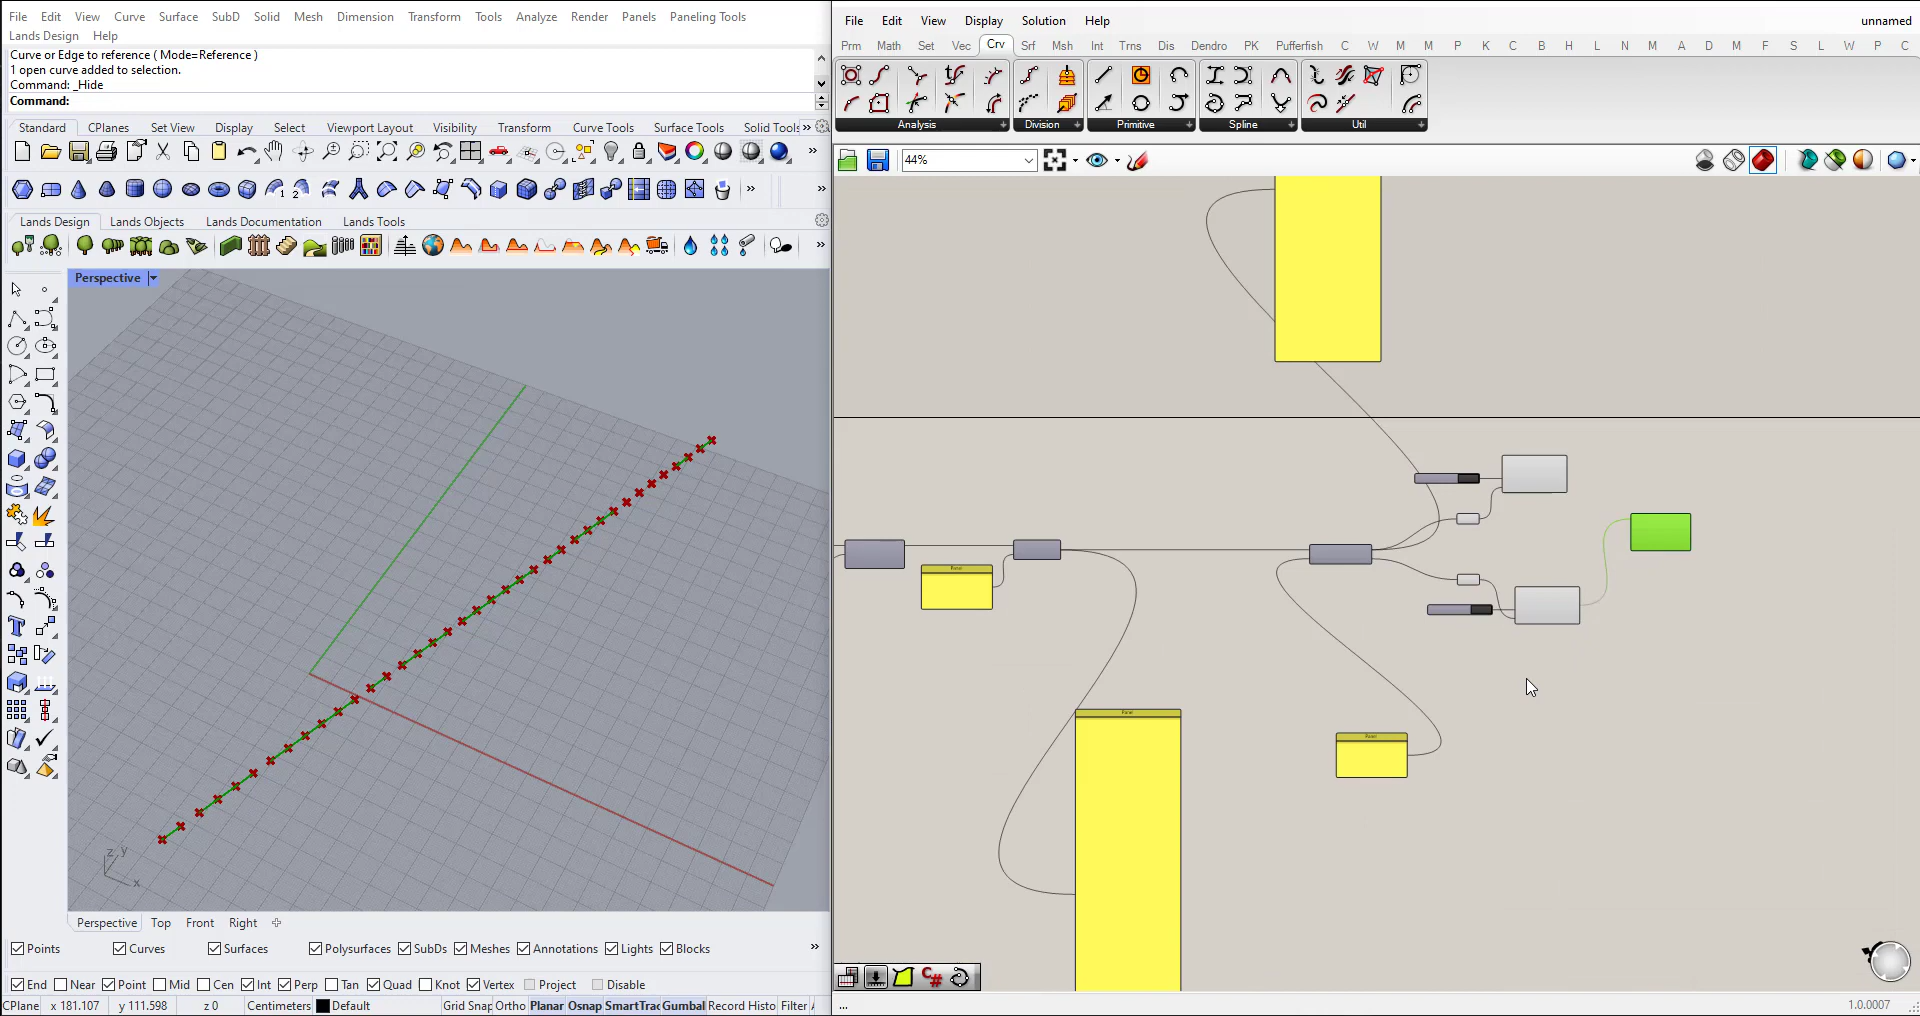 File Edit View Curve Surface SubD Solid Mesh Dimension Transform Tools Analyze Render Panels Paneling Tools
Lands Design Help
Curve or Edge to reference ( Mode=Reference )
1 open curve added to selection.
Command: _Hide
Command:
Standard CPlanes Set View Display Select Viewport Layout Visibility Transform Curve Tools Surface Tools Solid Tools
Lands Design Lands Objects Lands Documentation Lands Tools
Perspective
z y
x
Perspective Top Front Right
Points Curves Surfaces Polysurfaces SubDs Meshes Annotations Lights Blocks
End Near Point Mid Cen Int Perp Tan Quad Knot Vertex Project Disable
CPlane x 181.107 y 111.598 z 0 Centimeters Default Grid Snap Ortho Planar Osnap SmartTrac Gumbal Record Histo Filter
File Edit View Display Solution Help unnamed
Prm Math Set Vec Crv Srf Msh Int Trns Dis Dendro PK Pufferfish C W M M P K C B H L N M A D M F S L W P C
Analysis Division Primitive Spline Util
44%
Panel
Panel
Panel
C#
... 1.0.0007